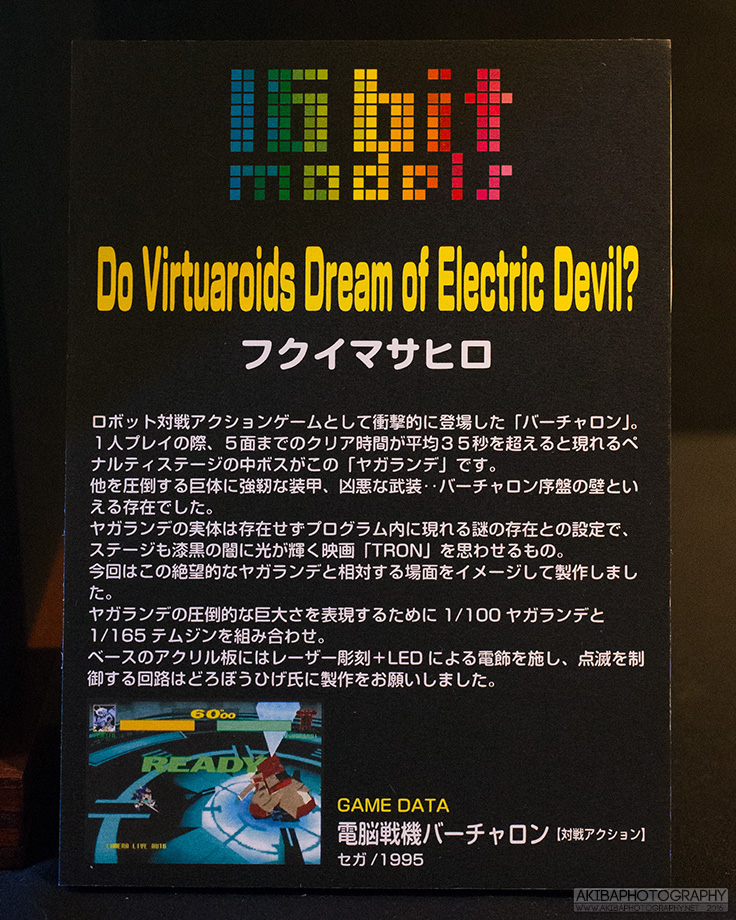 16 bit
models
Do Virtuaroids Dream of Electric Devil?
フクイマサヒロ
ロボット対戦アクションゲームとして衝撃的に登場した「バーチャロン」。
１人プレイの際、５面までのクリア時間が平均３５秒を超えると現れるペ
ナルティステージの中ボスがこの「ヤガランデ」です。
他を圧倒する巨体に強靭な装甲、凶悪な武装‥バーチャロン序盤の壁とい
える存在でした。
ヤガランデの実体は存在せずプログラム内に現れる謎の存在との設定で、
ステージも漆黒の闇に光が輝く映画「TRON」を思わせるもの。
今回はこの絶望的なヤガランデと相対する場面をイメージして製作しまし
た。
ヤガランデの圧倒的な巨大さを表現するために 1/100 ヤガランデと
1/165 テムジンを組み合わせ。
ベースのアクリル板にはレーザー彫刻＋LED による電飾を施し、点滅を制
御する回路はどろぼうひげ氏に製作をお願いしました。
60"00
READY
CAMERA LIVE AUTO
GAME DATA
電脳戦機バーチャロン［対戦アクション］
セガ /1995
AKIBAPHOTOGRAPHY
WWW.AKIBAPHOTOGRAPHY.NET 2016